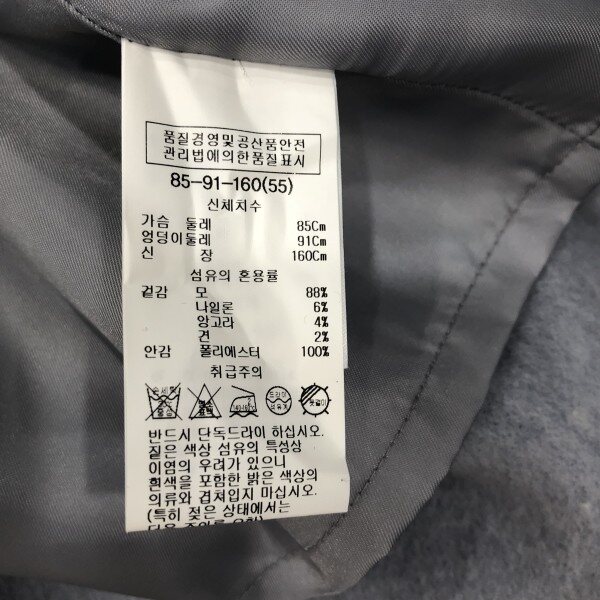 품질경영및공산품안전
관리법에의한품질표시
85-91-160(55)
신체치수
가슴 둘레 85Cm
엉덩이둘레 91Cm
신 장 160Cm
섬유의 혼용률
겉감 모 88%
나일론 6%
앙고라 4%
견 2%
안감 폴리에스터 100%
취급주의
반드시 단독드라이 하십시오.
짙은 색상 섬유의 특성상
이염의 우려가 있으니
흰색을 포함한 밝은 색상의
의류와 겹쳐입지 마십시오.
(특히 젖은 상태에서는